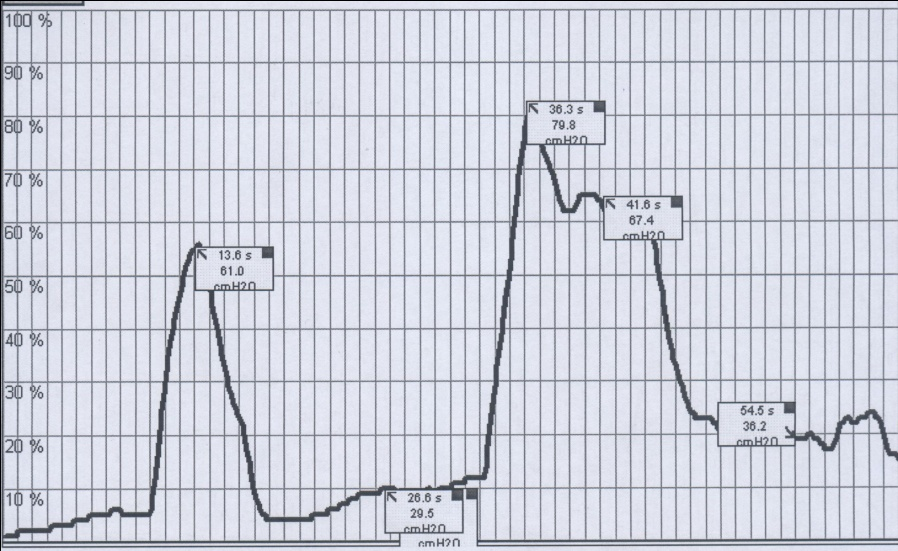 100 %
90 %
80 %
70 %
60 %
50 %
40 %
30 %
20 %
10 %
36.3 s
79.8
cmH2O
41.6 s
67.4
cmH2O
13.6 s
61.0
cmH2O
54.5 s
36.2
cmH2O
26.6 s
29.5
cmH2O
cmH2O